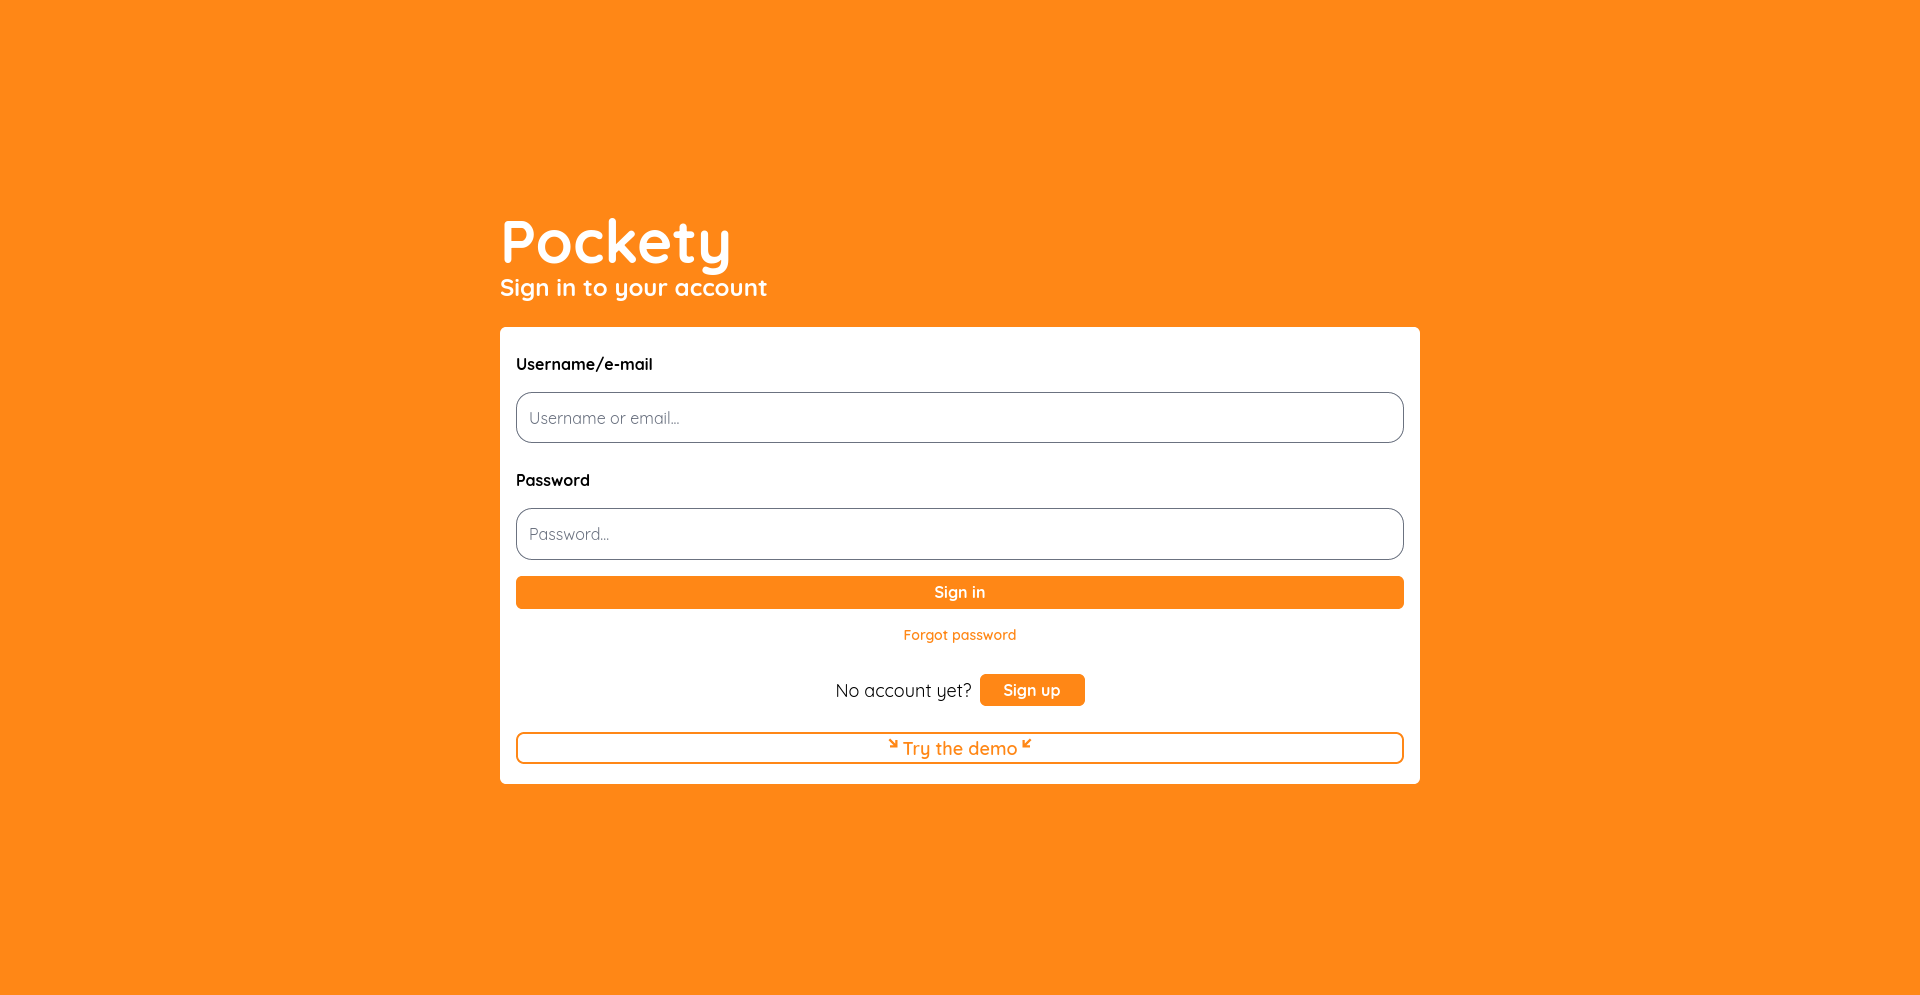 Pockety
Sign in to your account
Username/e-mail
Username or email...
Password
Password...
Sign in
Forgot password
No account yet? Sign up
Try the demo